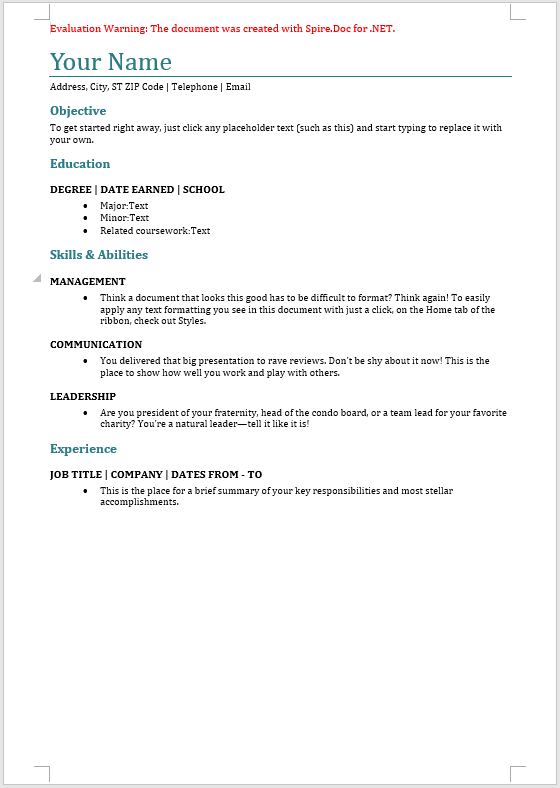 Evaluation Warning: The document was created with Spire.Doc for .NET.
Your Name
Address, City, ST ZIP Code | Telephone | Email
Objective
To get started right away, just click any placeholder text (such as this) and start typing to replace it with
your own.
Education
DEGREE | DATE EARNED | SCHOOL
• Major:Text
• Minor:Text
• Related coursework:Text
Skills & Abilities
MANAGEMENT
• Think a document that looks this good has to be difficult to format? Think again! To easily
apply any text formatting you see in this document with just a click, on the Home tab of the
ribbon, check out Styles.
COMMUNICATION
• You delivered that big presentation to rave reviews. Don't be shy about it now! This is the
place to show how well you work and play with others.
LEADERSHIP
• Are you president of your fraternity, head of the condo board, or a team lead for your favorite
charity? You're a natural leader—tell it like it is!
Experience
JOB TITLE | COMPANY | DATES FROM - TO
• This is the place for a brief summary of your key responsibilities and most stellar
accomplishments.